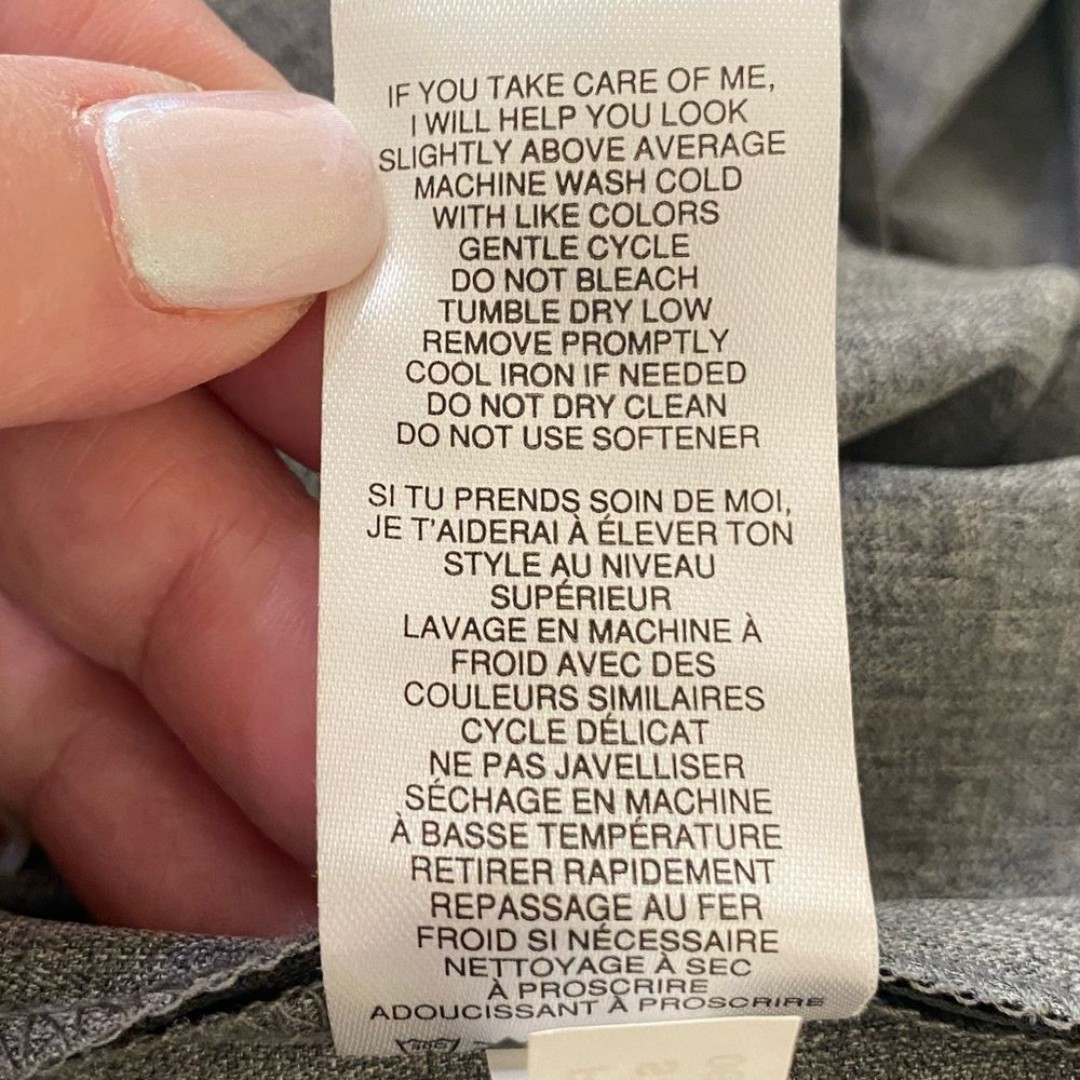 IF YOU TAKE CARE OF ME,
I WILL HELP YOU LOOK
SLIGHTLY ABOVE AVERAGE
MACHINE WASH COLD
WITH LIKE COLORS
GENTLE CYCLE
DO NOT BLEACH
TUMBLE DRY LOW
REMOVE PROMPTLY
COOL IRON IF NEEDED
DO NOT DRY CLEAN
DO NOT USE SOFTENER
SI TU PRENDS SOIN DE MOI,
JE T'AIDERAI À ÉLEVER TON
STYLE AU NIVEAU
SUPÉRIEUR
LAVAGE EN MACHINE À
FROID AVEC DES
COULEURS SIMILAIRES
CYCLE DÉLICAT
NE PAS JAVELLISER
SÉCHAGE EN MACHINE
À BASSE TEMPÉRATURE
RETIRER RAPIDEMENT
REPASSAGE AU FER
FROID SI NÉCESSAIRE
NETTOYAGE À SEC
À PROSCRIRE
ADOUCISSANT À PROSCRIRE